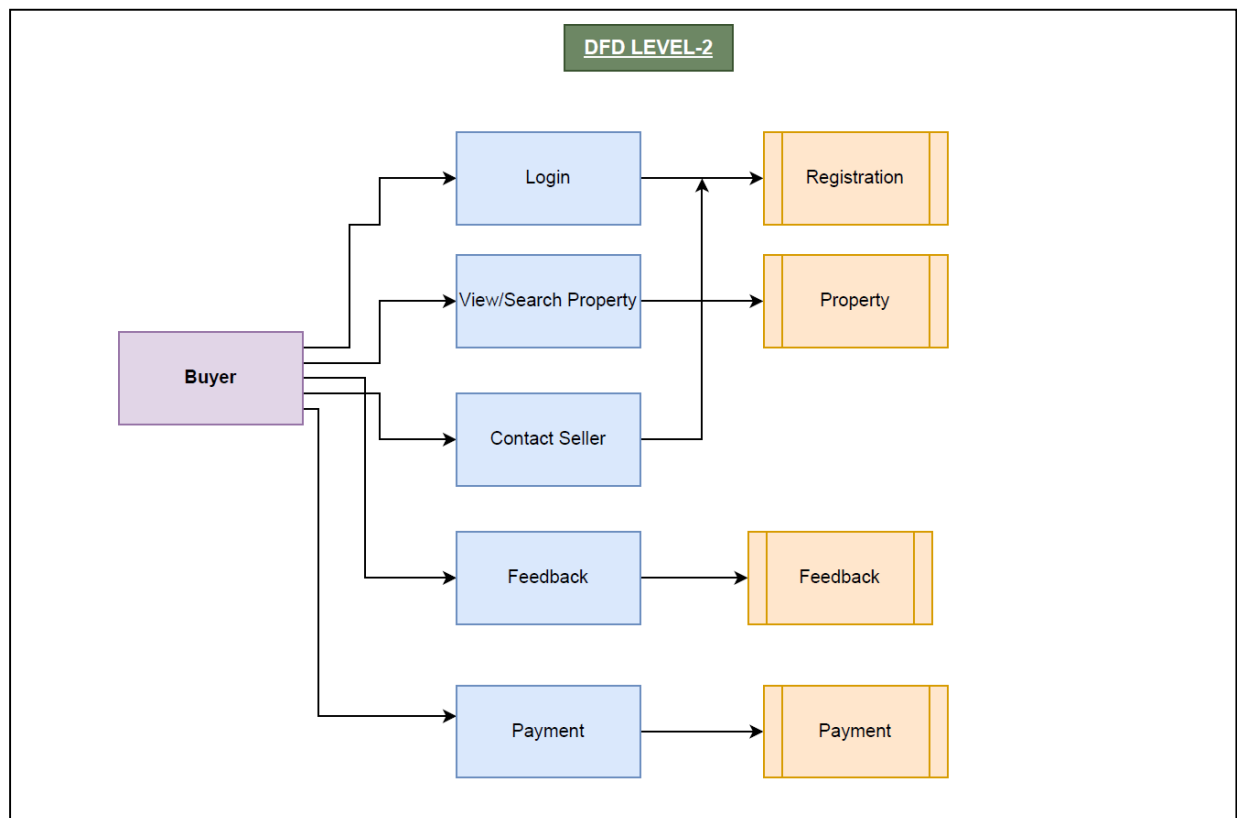 DFD LEVEL-2
Login
Registration
View/Search Property
Property
Buyer
Contact Seller
Feedback
Feedback
Payment
Payment